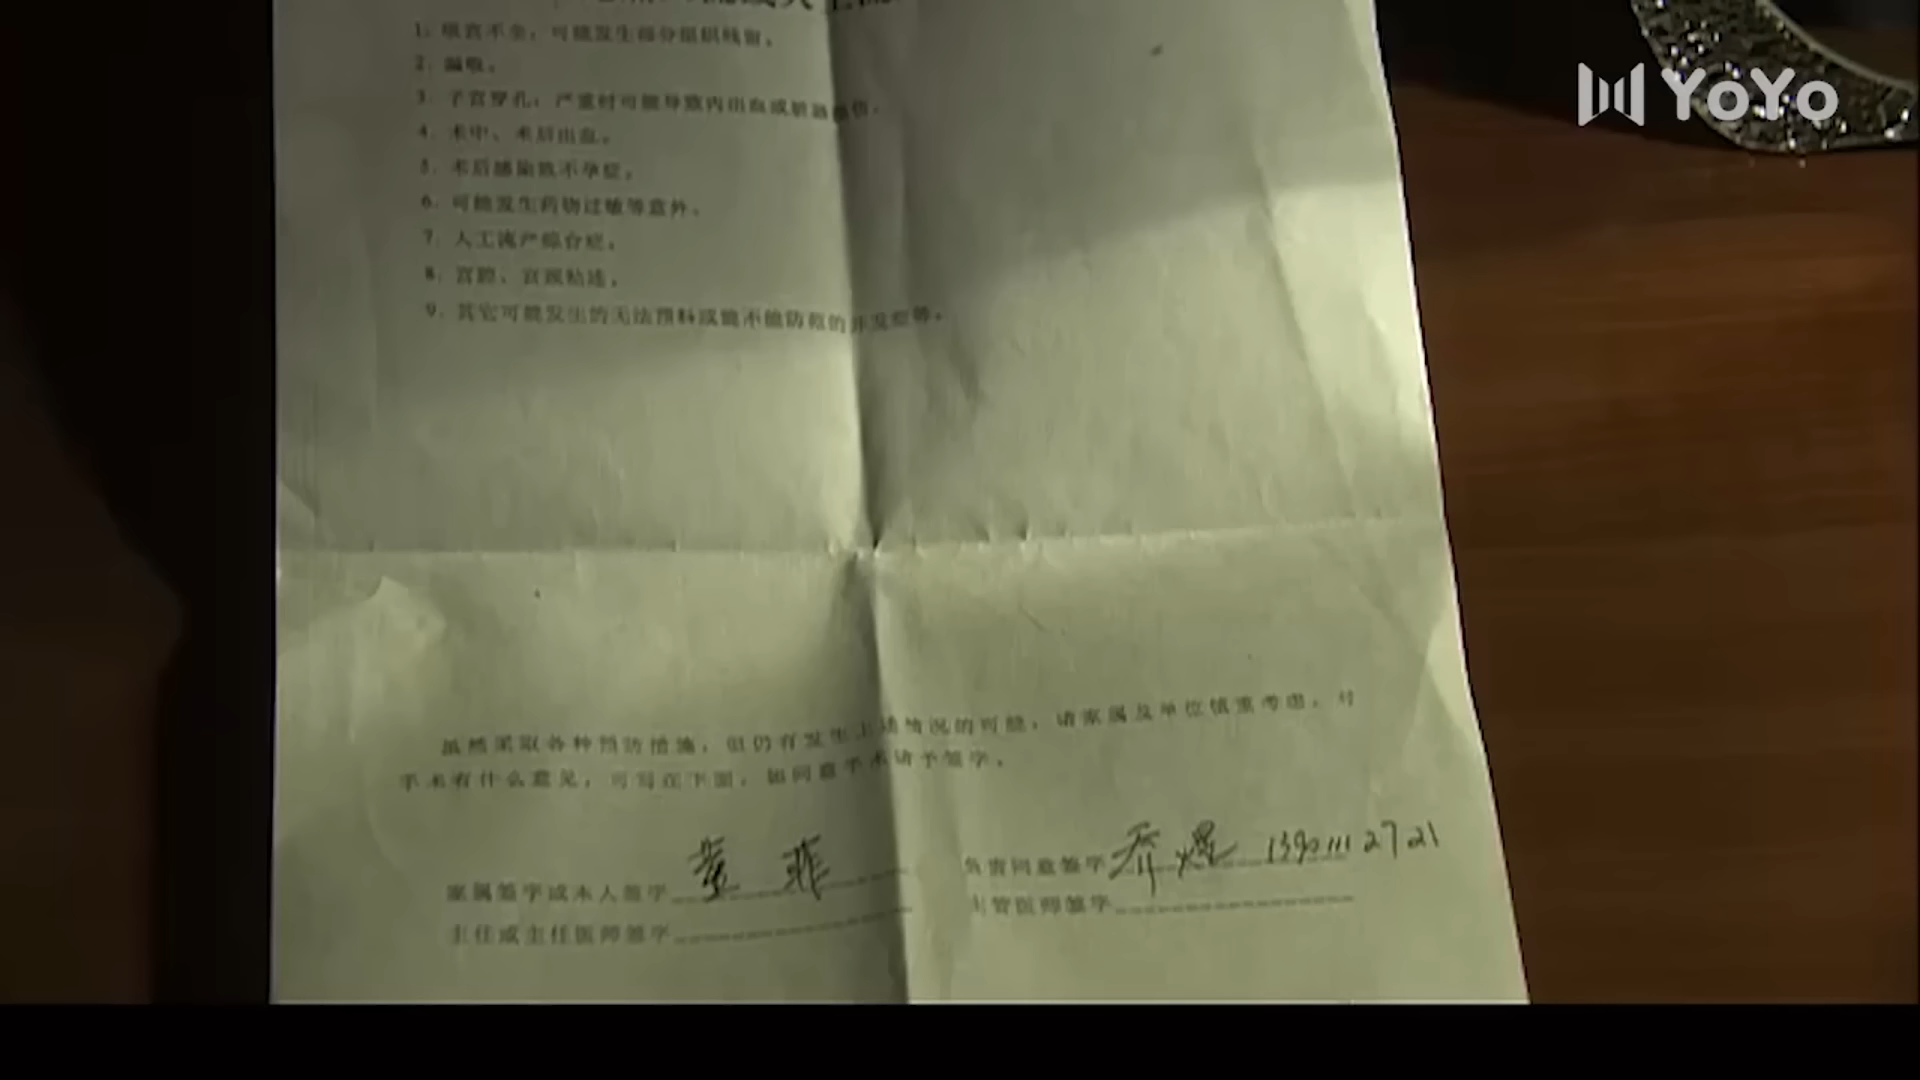 YoYo
1. 吸宫不全，可能发生部分组织残留。
2. 漏吸。
3. 子宫穿孔，严重时可能导致内出血或脏器损伤。
4. 术中、术后出血。
5. 术后感染致不孕症。
6. 可能发生药物过敏等意外。
7. 人工流产综合症。
8. 宫腔、宫颈粘连。
9. 其它可能发生的无法预料或能不能防范的并发症等。
虽然采取各种预防措施，但仍有发生上述情况的可能，请家属及单位慎重考虑，对
手术有什么意见，可写在下面，如同意手术请予签字。
家属签字或本人签字 黄菲
负责同意签字 乔煜 13901112721
主任或主任医师签字
主管医师签字